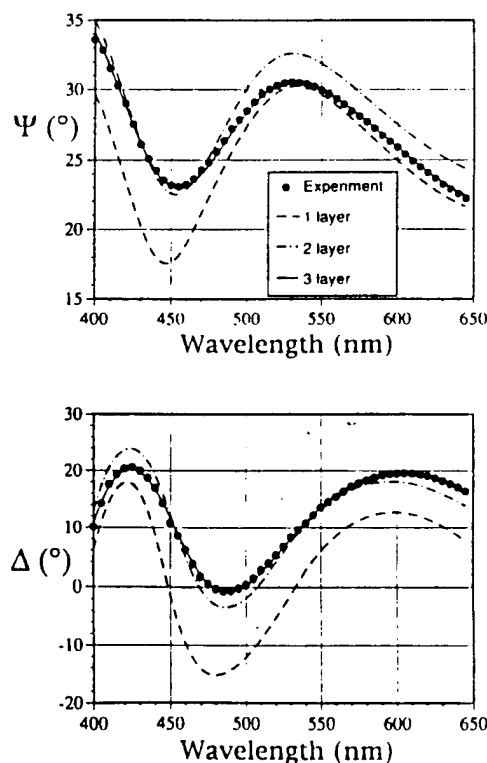 35
30
Ψ (°)
25
20
15
Experiment
1 layer
2 layer
3 layer
400 450 500 550 600 650
Wavelength (nm)
30
20
10
Δ (°)
0
-10
-20
400 450 500 550 600 650
Wavelength (nm)